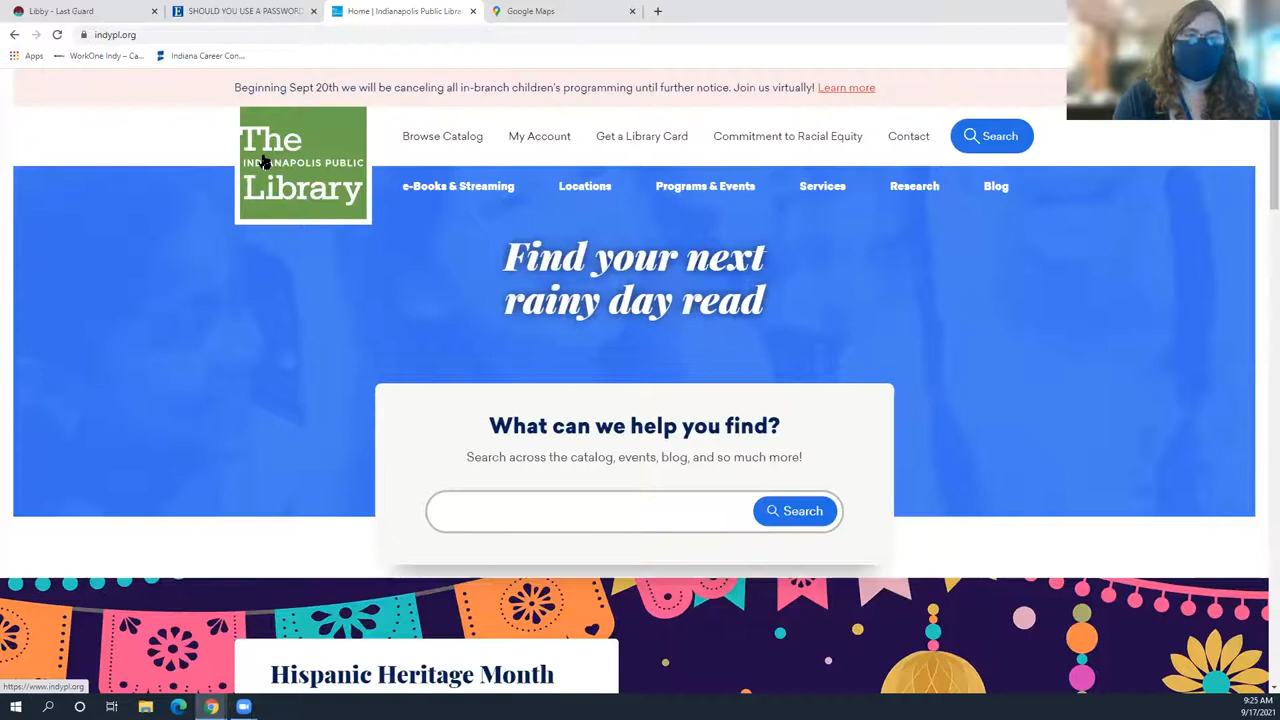 Libby - Last Guard
SHOULD YOU USE A PASSWORD
Home | Indianapolis Public Libra
Google Maps
indypl.org
Apps
WorkOne Indy – Ca...
Indiana Career Con...
Beginning Sept 20th we will be canceling all in-branch children's programming until further notice. Join us virtually! Learn more
The
INDIANAPOLIS PUBLIC
Library
Browse Catalog
My Account
Get a Library Card
Commitment to Racial Equity
Contact
Search
e-Books & Streaming
Locations
Programs & Events
Services
Research
Blog
Find your next
rainy day read
What can we help you find?
Search across the catalog, events, blog, and so much more!
Search
Hispanic Heritage Month
https://www.indypl.org
9:25 AM
9/17/2021